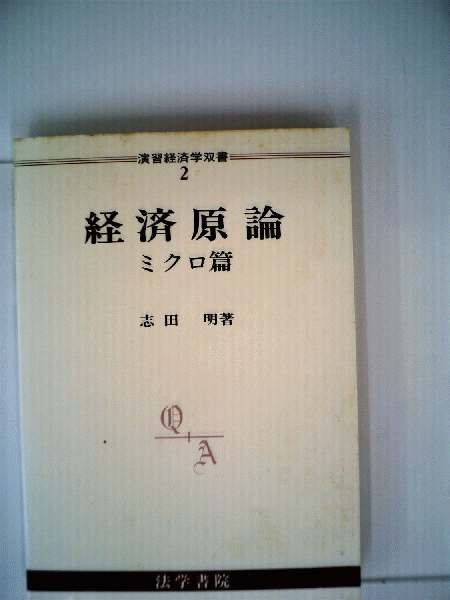 演習経済学双書
2
経済原論
ミクロ篇
志田 明著
Q
A
法学書院